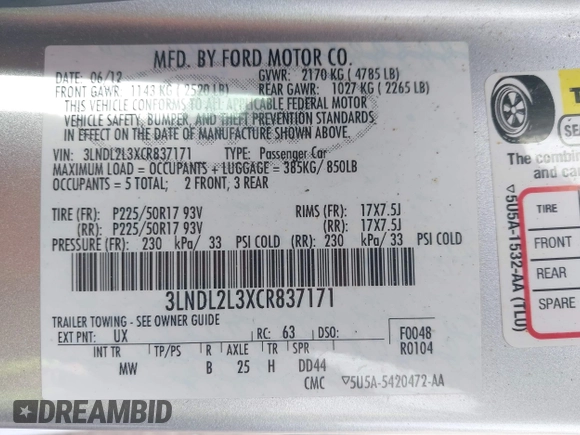 MFD. BY FORD MOTOR CO.
DATE: 06/12 GVWR: 2170 KG ( 4785 LB)
FRONT GAWR: 1143 KG ( 2520 LB) REAR GAWR: 1027 KG ( 2265 LB)
THIS VEHICLE CONFORMS TO ALL APPLICABLE FEDERAL MOTOR
VEHICLE SAFETY, BUMPER, AND THEFT PREVENTION STANDARDS
IN EFFECT ON THE DATE OF MANUFACTURE SHOWN ABOVE.
VIN: 3LNDL2L3XCR837171 TYPE: Passenger Car
MAXIMUM LOAD = OCCUPANTS + LUGGAGE = 385KG/ 850LB
OCCUPANTS = 5 TOTAL; 2 FRONT, 3 REAR
TIRE (FR): P225/50R17 93V RIMS (FR): 17X7.5J
(RR): P225/50R17 93V (RR): 17X7.5J
PRESSURE (FR): 230 kPa/ 33 PSI COLD (RR): 230 kPa/ 33 PSI COLD
3LNDL2L3XCR837171
TRAILER TOWING - SEE OWNER GUIDE
EXT PNT: UX RC: 63 DSO: F0048
R0104
INT TR TP/PS R AXLE TR SPR
MW B 25 H DD44
CMC ▽5U5A-5420472-AA
The combined
and car
▽5U5A-1532-AA (TL0)
TIRE
FRONT
REAR
SPARE
DREAMBID